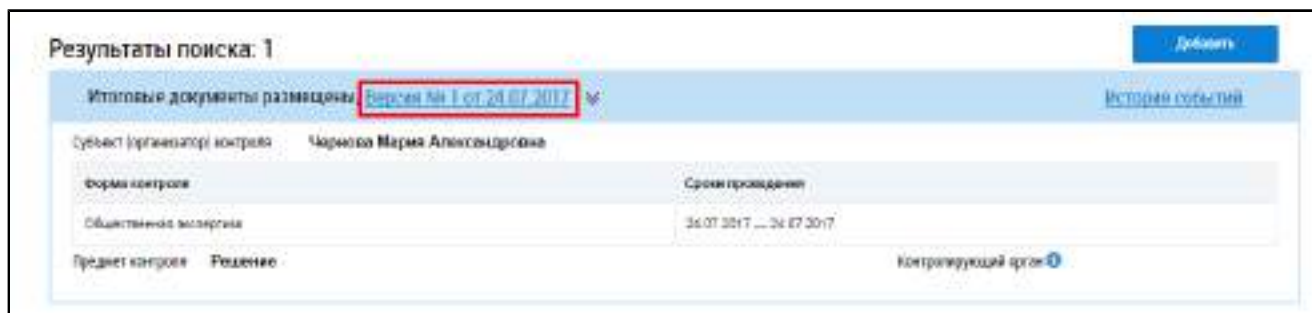 Результаты поиска: 1
Добавить
Итоговые документы размещены, Версия № 1 от 24.07.2017
История событий
Субъект (организатор) контроля Чернова Мария Александровна
Форма контроля Сроки проведения
Общественная экспертиза 24.07.2017 — 24.07.2017
Предмет контроля Решение Контролирующий орган